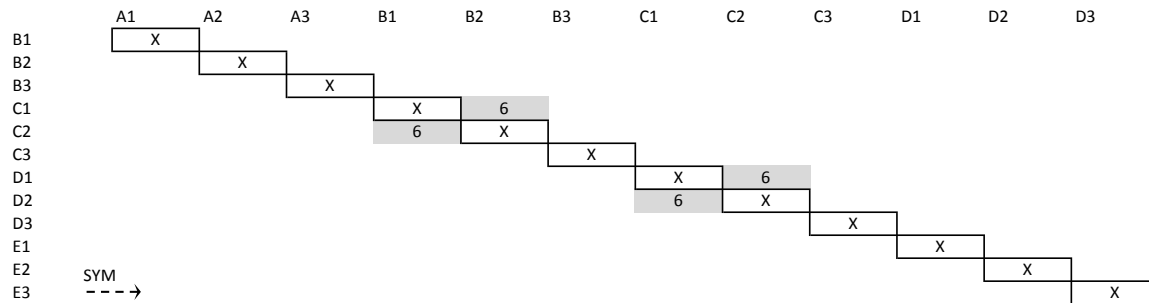 A1 A2 A3 B1 B2 B3 C1 C2 C3 D1 D2 D3
B1 X
B2 X
B3 X
C1 X 6
C2 6 X
C3 X
D1 X 6
D2 6 X
D3 X
E1 X
E2 SYM X
E3 X